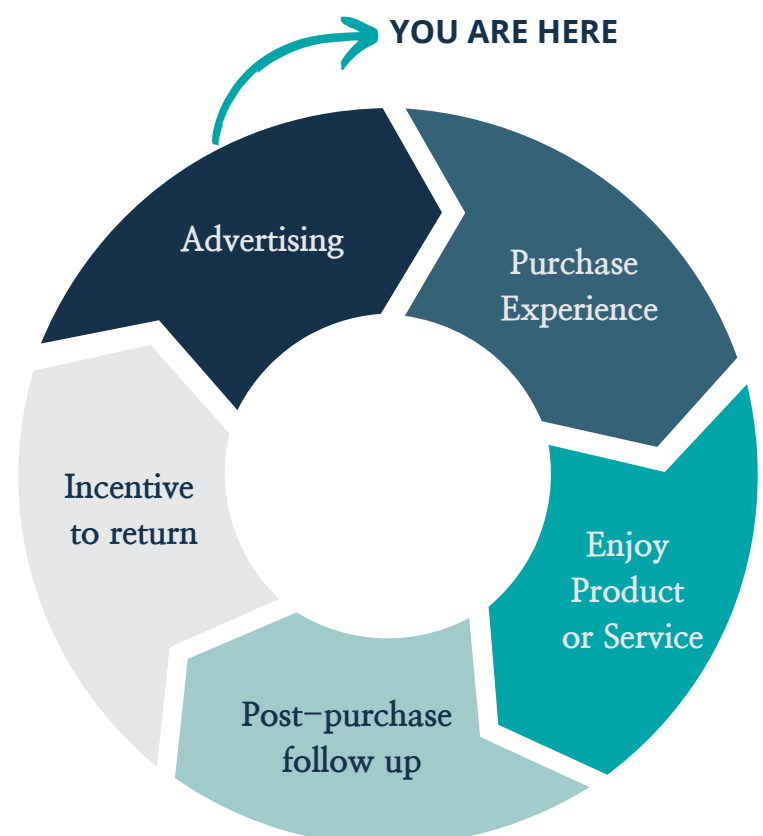 YOU ARE HERE
Advertising
Purchase
Experience
Enjoy
Product
or Service
Post-purchase
follow up
Incentive
to return